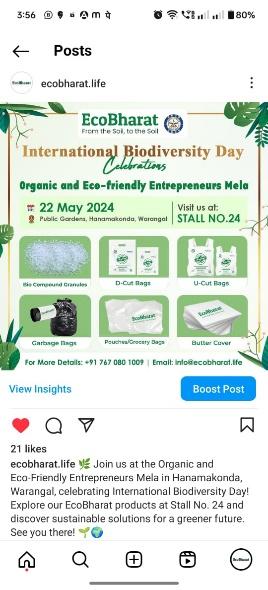 3:56
80%
Posts
ecobharat.life
EcoBharat
From the Soil, to the Soil
International Biodiversity Day
Celebrations
Organic and Eco-friendly Entrepreneurs Mela
22 May 2024
Public Gardens, Hanamakonda, Warangal
Visit us at:
STALL NO.24
Bio Compound Granules
D-Cut Bags
U-Cut Bags
EcoBharat
Garbage Bags
Pouches/Grocery Bags
Butter Cover
For More Details: +91 767 080 1009 | Email: info@ecobharat.life
View Insights
Boost Post
21 likes
ecobharat.life 🌿 Join us at the Organic and
Eco-Friendly Entrepreneurs Mela in Hanamakonda,
Warangal, celebrating International Biodiversity Day!
Explore our EcoBharat products at Stall No. 24 and
discover sustainable solutions for a greener future.
See you there! 🌱🌍